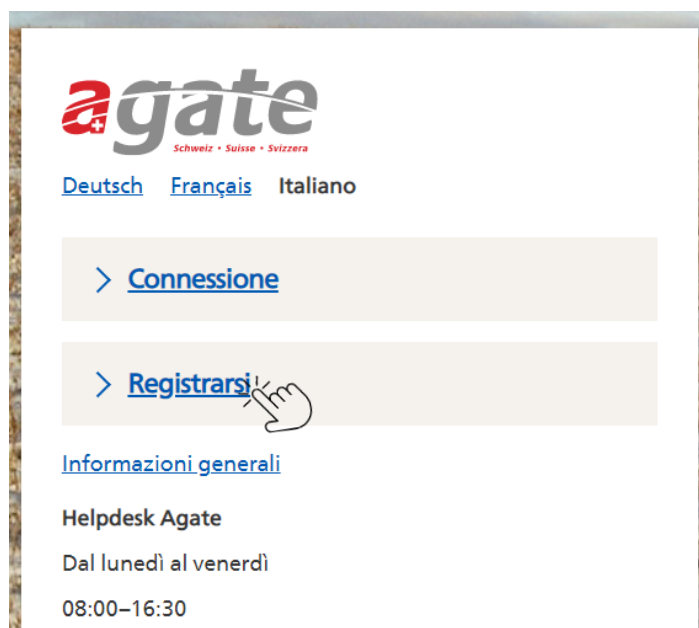 agate
Schweiz • Suisse • Svizzera
Deutsch Français Italiano
Connessione
Registrarsi
Informazioni generali
Helpdesk Agate
Dal lunedì al venerdì
08:00–16:30